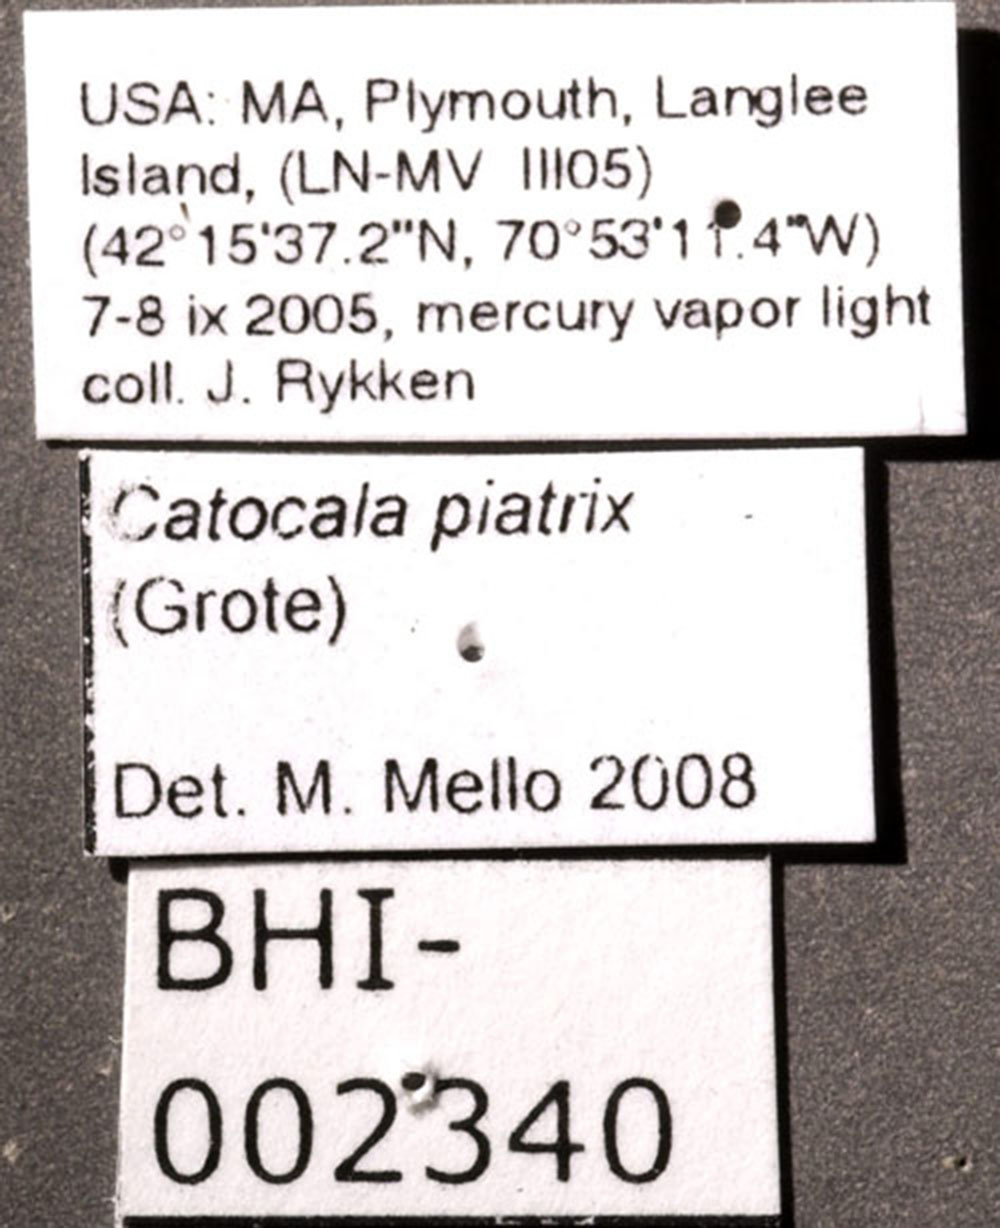 USA: MA, Plymouth, Langlee
Island, (LN-MV III05)
(42°15'37.2"N, 70°53'11.4"W)
7-8 ix 2005, mercury vapor light
coll. J. Rykken
Catocala piatrix
(Grote)
Det. M. Mello 2008
BHI-
002340